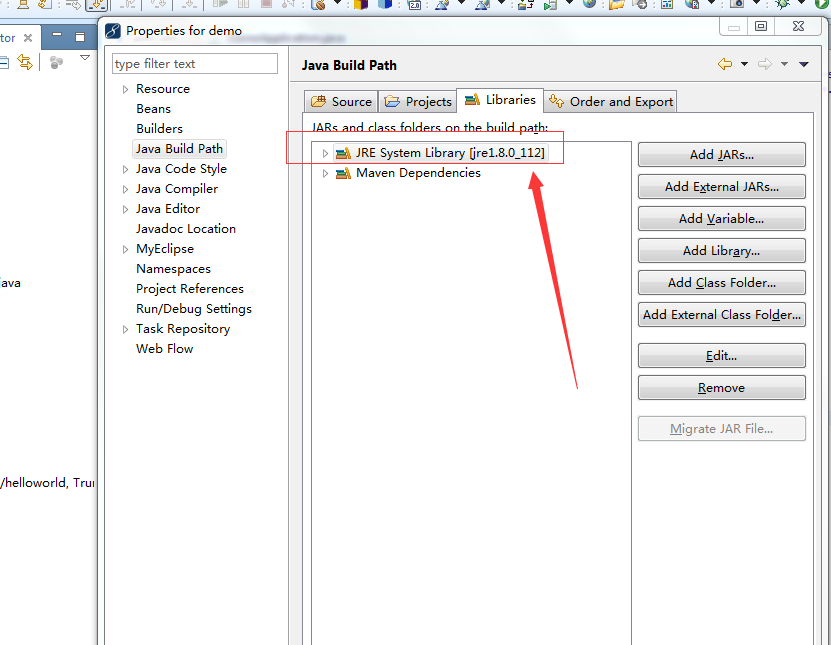 Properties for demo
tor
type filter text
Resource
Beans
Builders
Java Build Path
Java Code Style
Java Compiler
Java Editor
Javadoc Location
MyEclipse
Namespaces
Project References
Run/Debug Settings
Task Repository
Web Flow
ava
/helloworld, Tru
Java Build Path
Source
Projects
Libraries
Order and Export
JARs and class folders on the build path:
JRE System Library [jre1.8.0_112]
Maven Dependencies
Add JARs...
Add External JARs...
Add Variable...
Add Library...
Add Class Folder...
Add External Class Folder...
Edit...
Remove
Migrate JAR File...